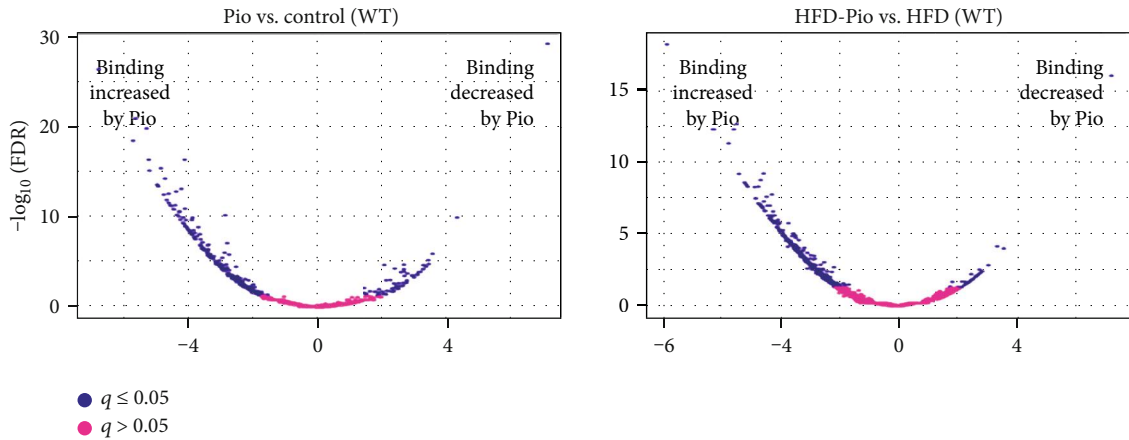 Pio vs. control (WT)
HFD-Pio vs. HFD (WT)
−log10 (FDR)
30
20
10
0
Binding
increased
by Pio
Binding
decreased
by Pio
−4
0
4
15
10
5
0
Binding
increased
by Pio
Binding
decreased
by Pio
−6
−4
0
4
q ≤ 0.05
q > 0.05